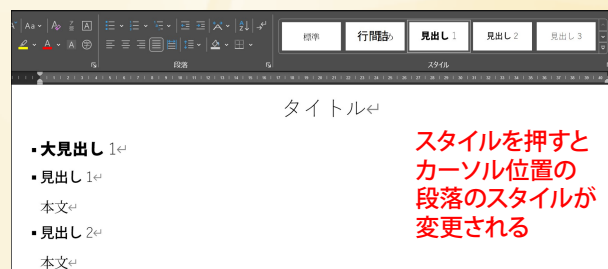 Aa
A
標準
行間詰め
見出し 1
見出し 2
見出し 3
段落
スタイル
タイトル↵
▪大見出し 1↵
▪見出し 1↵
本文↵
▪見出し 2↵
本文↵
スタイルを押すと
カーソル位置の
段落のスタイルが
変更される